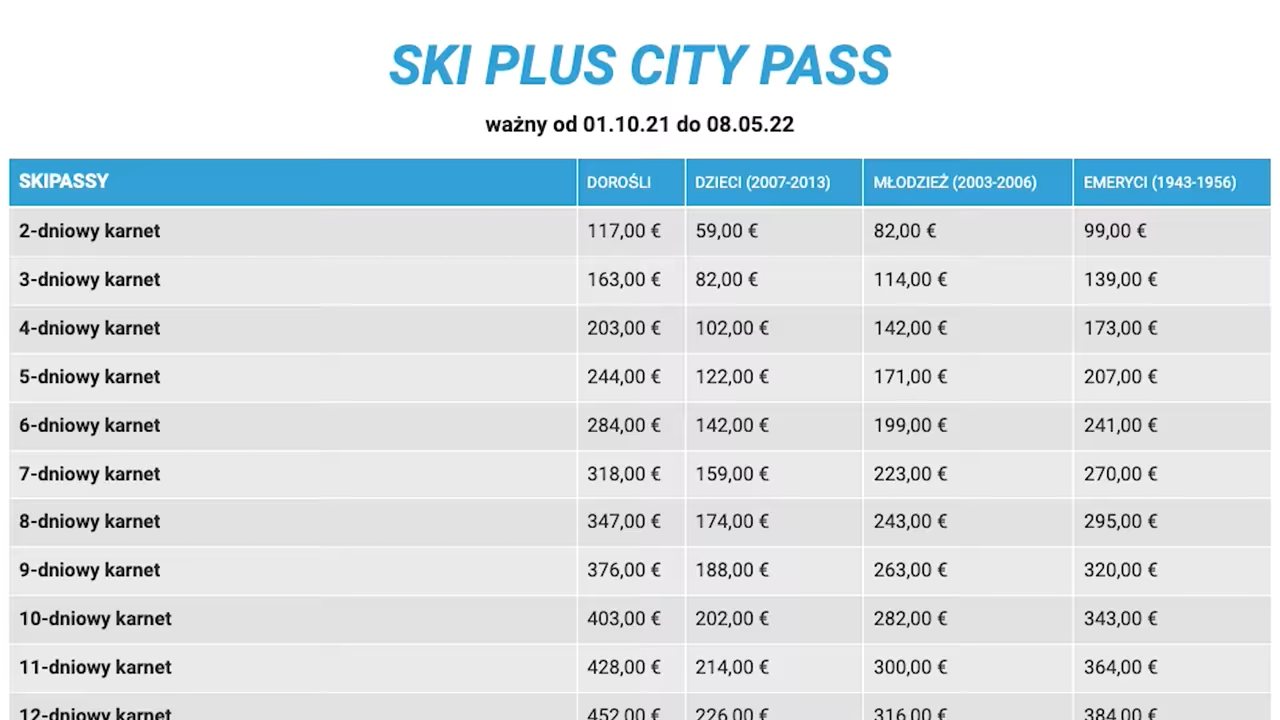 SKI PLUS CITY PASS
ważny od 01.10.21 do 08.05.22
SKIPASSY DOROŚLI DZIECI (2007-2013) MŁODZIEŻ (2003-2006) EMERYCI (1943-1956)
2-dniowy karnet 117,00 € 59,00 € 82,00 € 99,00 €
3-dniowy karnet 163,00 € 82,00 € 114,00 € 139,00 €
4-dniowy karnet 203,00 € 102,00 € 142,00 € 173,00 €
5-dniowy karnet 244,00 € 122,00 € 171,00 € 207,00 €
6-dniowy karnet 284,00 € 142,00 € 199,00 € 241,00 €
7-dniowy karnet 318,00 € 159,00 € 223,00 € 270,00 €
8-dniowy karnet 347,00 € 174,00 € 243,00 € 295,00 €
9-dniowy karnet 376,00 € 188,00 € 263,00 € 320,00 €
10-dniowy karnet 403,00 € 202,00 € 282,00 € 343,00 €
11-dniowy karnet 428,00 € 214,00 € 300,00 € 364,00 €
12-dniowy karnet 452,00 € 226,00 € 316,00 € 384,00 €